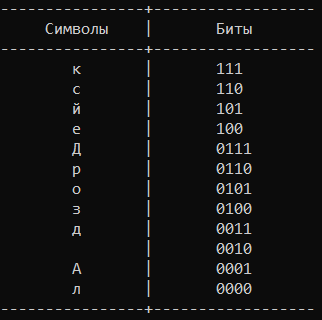 Символы | Биты
к | 111
с | 110
й | 101
е | 100
Д | 0111
р | 0110
о | 0101
з | 0100
д | 0011
  | 0010
А | 0001
л | 0000